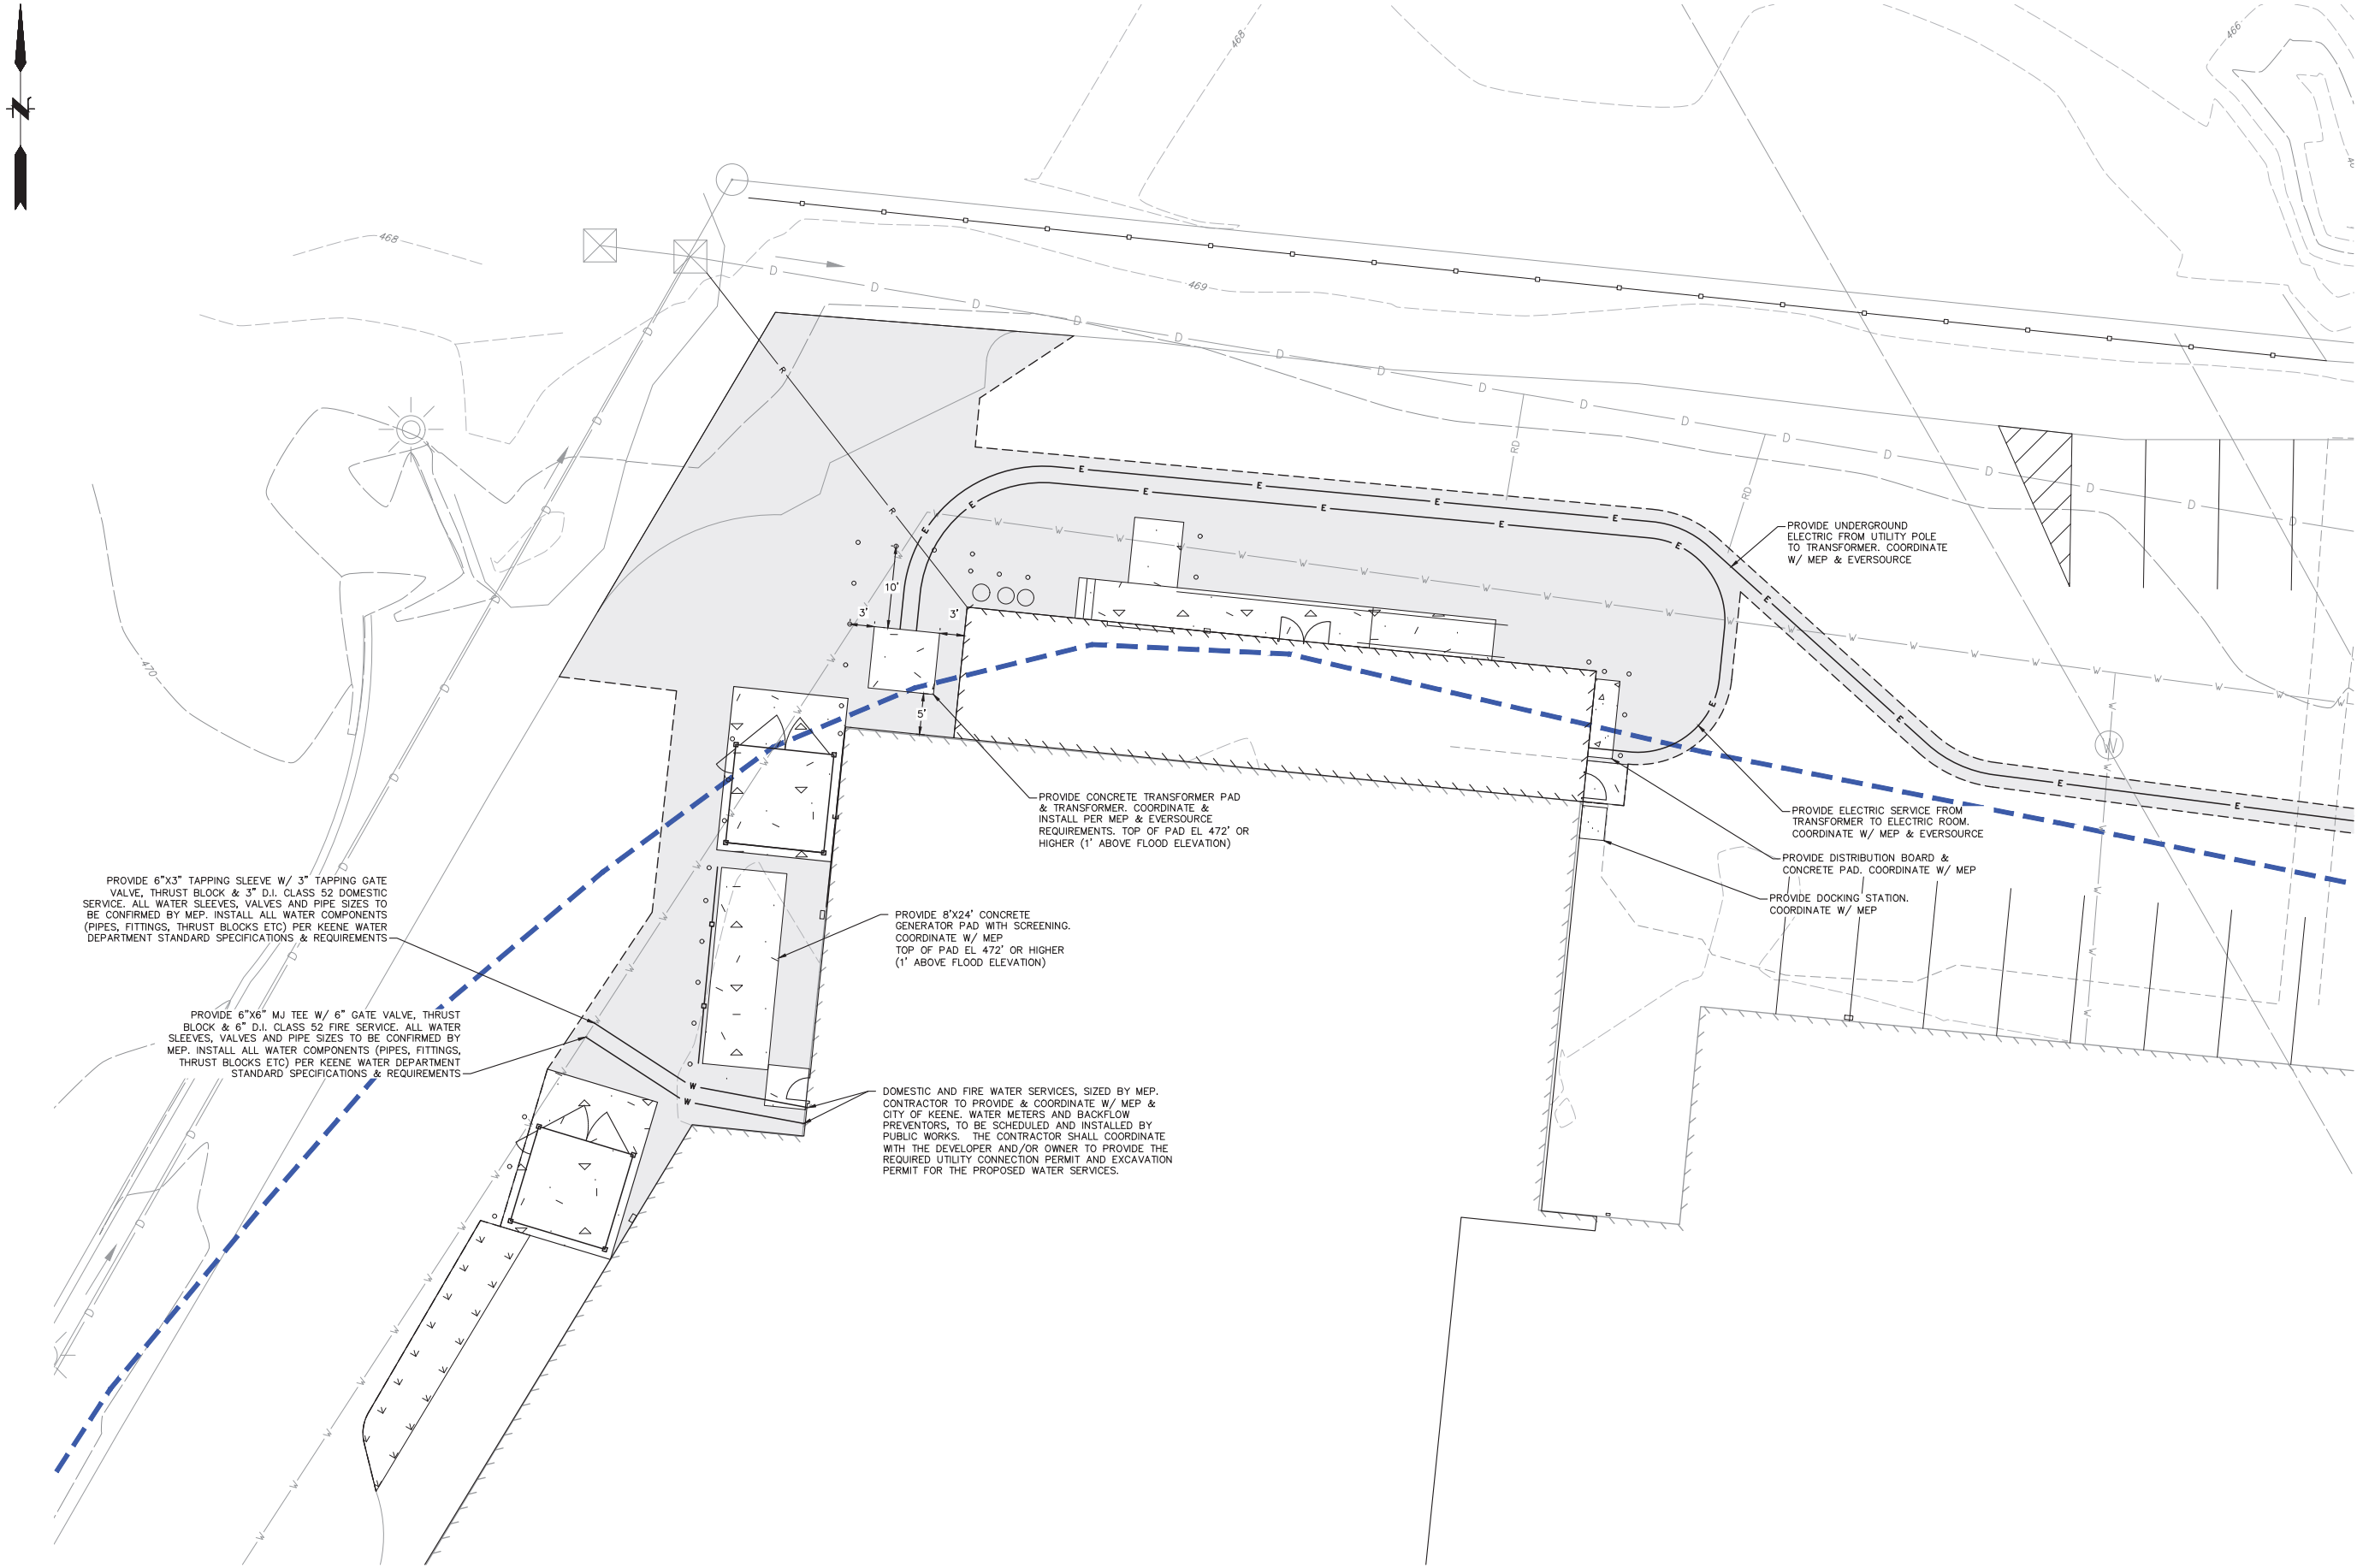 N
466
468
468
469
470
PROVIDE UNDERGROUND
ELECTRIC FROM UTILITY POLE
TO TRANSFORMER. COORDINATE
W/ MEP & EVERSOURCE
RD
RD
10'
3'
3'
5'
PROVIDE CONCRETE TRANSFORMER PAD
& TRANSFORMER. COORDINATE &
INSTALL PER MEP & EVERSOURCE
REQUIREMENTS. TOP OF PAD EL 472' OR
HIGHER (1' ABOVE FLOOD ELEVATION)
PROVIDE ELECTRIC SERVICE FROM
TRANSFORMER TO ELECTRIC ROOM.
COORDINATE W/ MEP & EVERSOURCE
PROVIDE DISTRIBUTION BOARD &
CONCRETE PAD. COORDINATE W/ MEP
PROVIDE DOCKING STATION.
COORDINATE W/ MEP
PROVIDE 6"X3" TAPPING SLEEVE W/ 3" TAPPING GATE
VALVE, THRUST BLOCK & 3" D.I. CLASS 52 DOMESTIC
SERVICE. ALL WATER SLEEVES, VALVES AND PIPE SIZES TO
BE CONFIRMED BY MEP. INSTALL ALL WATER COMPONENTS
(PIPES, FITTINGS, THRUST BLOCKS ETC) PER KEENE WATER
DEPARTMENT STANDARD SPECIFICATIONS & REQUIREMENTS
PROVIDE 8'X24' CONCRETE
GENERATOR PAD WITH SCREENING.
COORDINATE W/ MEP
TOP OF PAD EL 472' OR HIGHER
(1' ABOVE FLOOD ELEVATION)
PROVIDE 6"X6" MJ TEE W/ 6" GATE VALVE, THRUST
BLOCK & 6" D.I. CLASS 52 FIRE SERVICE. ALL WATER
SLEEVES, VALVES AND PIPE SIZES TO BE CONFIRMED BY
MEP. INSTALL ALL WATER COMPONENTS (PIPES, FITTINGS,
THRUST BLOCKS ETC) PER KEENE WATER DEPARTMENT
STANDARD SPECIFICATIONS & REQUIREMENTS
DOMESTIC AND FIRE WATER SERVICES, SIZED BY MEP.
CONTRACTOR TO PROVIDE & COORDINATE W/ MEP &
CITY OF KEENE. WATER METERS AND BACKFLOW
PREVENTORS, TO BE SCHEDULED AND INSTALLED BY
PUBLIC WORKS. THE CONTRACTOR SHALL COORDINATE
WITH THE DEVELOPER AND/OR OWNER TO PROVIDE THE
REQUIRED UTILITY CONNECTION PERMIT AND EXCAVATION
PERMIT FOR THE PROPOSED WATER SERVICES.